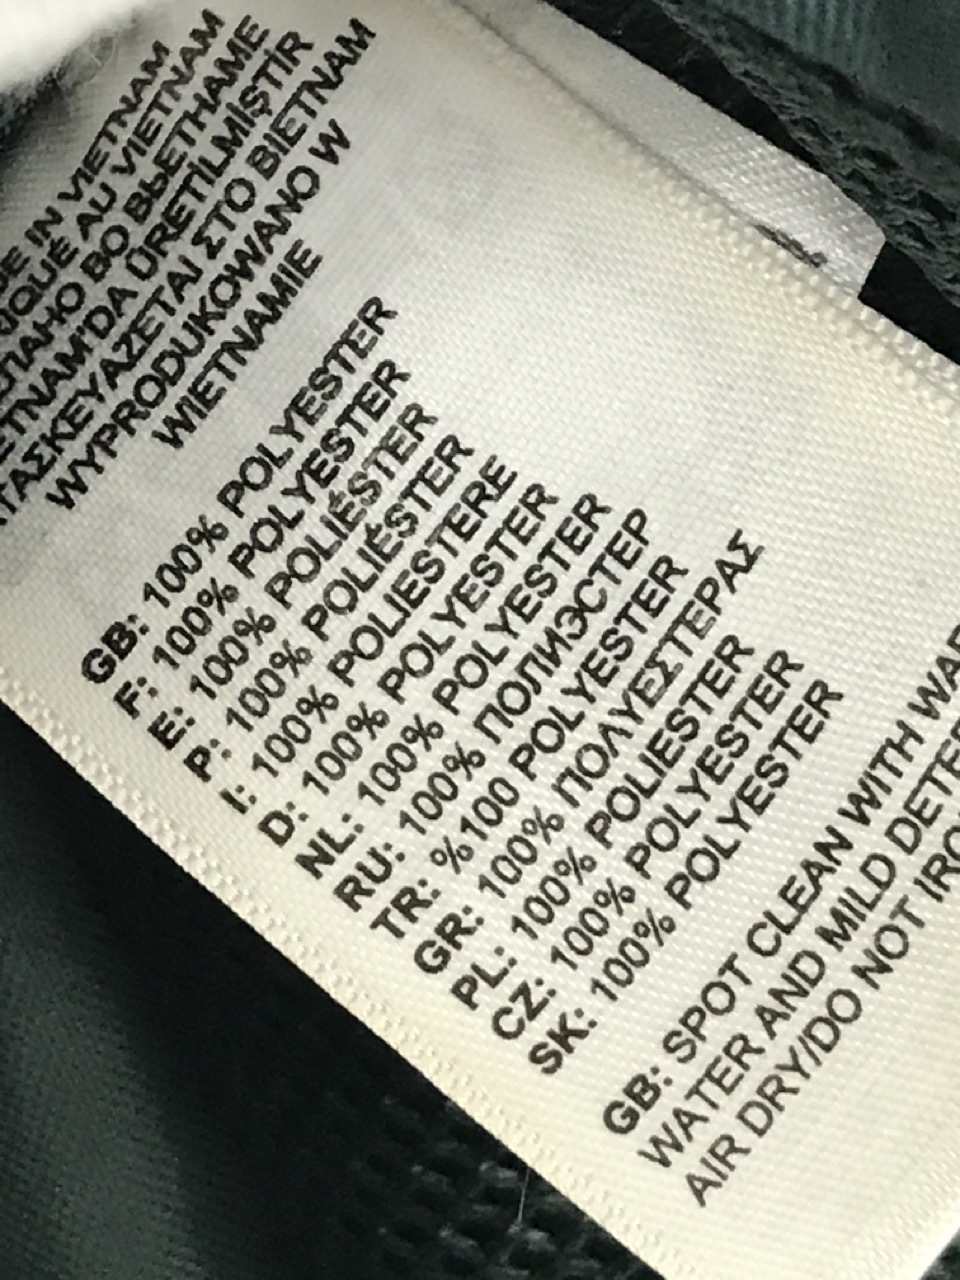 IN VIETNAM
AU VIETNAM
ВО ВЬЕТНАМЕ
ÜRETİLMİŞTİR
ΣΤΟ ΒΙΕΤΝΑΜ
WYPRODUKOWANO W
WIETNAMIE
GB: 100% POLYESTER
F: 100% POLYESTER
E: 100% POLIÉSTER
P: 100% POLIÉSTER
I: 100% POLIESTERE
D: 100% POLYESTER
NL: 100% POLYESTER
RU: 100% ПОЛИЭСТЕР
TR: %100 POLYESTER
GR: 100% ΠΟΛΥΕΣΤΕΡΑΣ
PL: 100% POLIESTER
CZ: 100% POLYESTER
SK: 100% POLYESTER
GB: SPOT CLEAN WITH
WATER AND MILD
AIR DRY/DO NOT